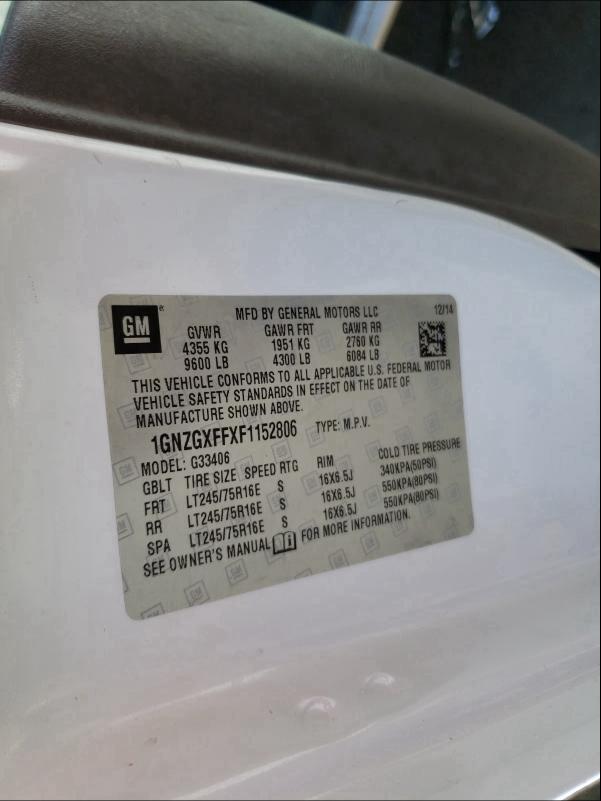 GM
MFD BY GENERAL MOTORS LLC 12/14
GVWR GAWR FRT GAWR RR
4355 KG 1951 KG 2760 KG
9600 LB 4300 LB 6084 LB
THIS VEHICLE CONFORMS TO ALL APPLICABLE U.S. FEDERAL MOTOR
VEHICLE SAFETY STANDARDS IN EFFECT ON THE DATE OF
MANUFACTURE SHOWN ABOVE.
1GNZGXFFXF1152806 TYPE: M.P.V.
MODEL: G33406
GBLT TIRE SIZE SPEED RTG RIM COLD TIRE PRESSURE
FRT LT245/75R16E S 16X6.5J 340KPA(50PSI)
RR LT245/75R16E S 16X6.5J 550KPA(80PSI)
SPA LT245/75R16E S 16X6.5J 550KPA(80PSI)
SEE OWNER'S MANUAL FOR MORE INFORMATION.